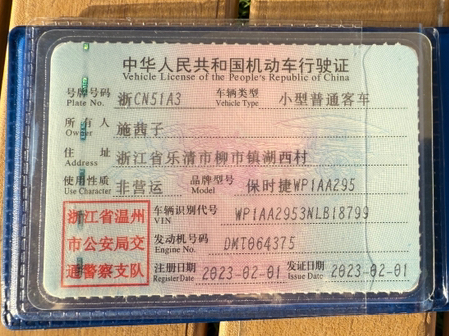 中华人民共和国机动车行驶证
Vehicle License of the People's Republic of China
号牌号码 Plate No. 浙CN51A3 车辆类型 Vehicle Type 小型普通客车
所有人 Owner 施茜子
住址 Address 浙江省乐清市柳市镇湖西村
使用性质 Use Character 非营运 品牌型号 Model 保时捷WP1AA295
浙江省温州市公安局交通警察支队
车辆识别代号 VIN WP1AA2953NLB18799
发动机号码 Engine No. DMT064375
注册日期 Register Date 2023-02-01 发证日期 Issue Date 2023-02-01